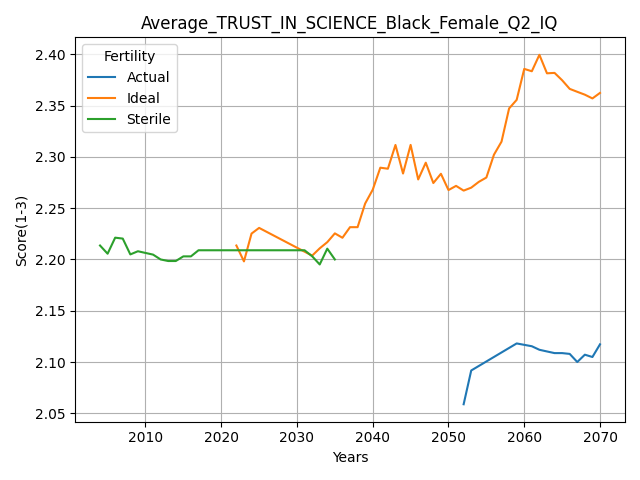 Average_TRUST_IN_SCIENCE_Black_Female_Q2_IQ
Fertility
Actual
Ideal
Sterile
Score(1-3)
2.40
2.35
2.30
2.25
2.20
2.15
2.10
2.05
2010 2020 2030 2040 2050 2060 2070
Years